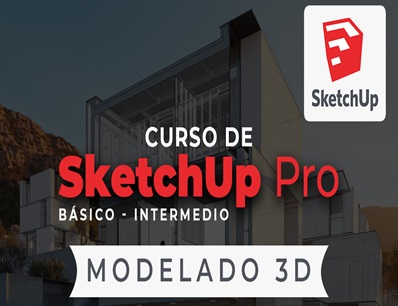 SketchUp
CURSO DE
SketchUp Pro
BÁSICO - INTERMEDIO
MODELADO 3D